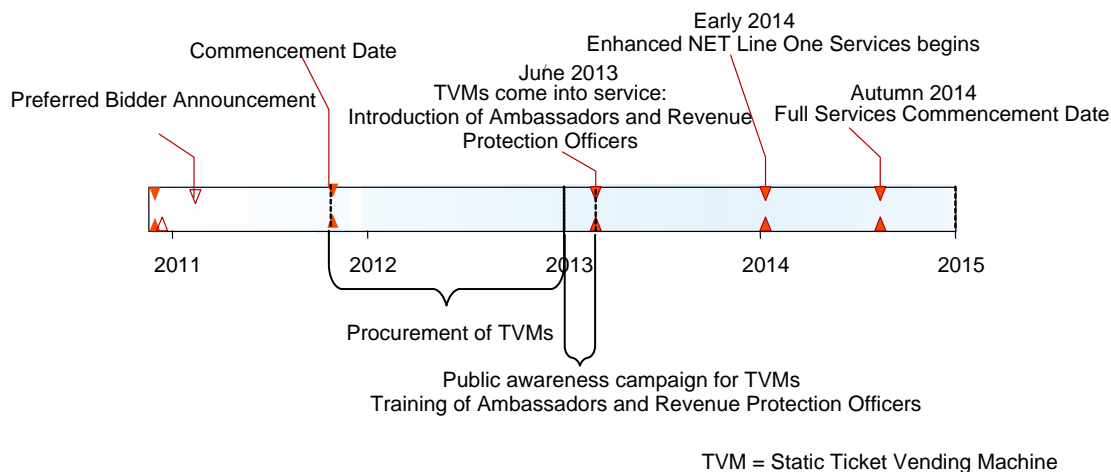 Early 2014
Enhanced NET Line One Services begins
Commencement Date
June 2013
TVMs come into service:
Introduction of Ambassadors and Revenue
Protection Officers
Preferred Bidder Announcement
Autumn 2014
Full Services Commencement Date
2011
2012
2013
2014
2015
Procurement of TVMs
Public awareness campaign for TVMs
Training of Ambassadors and Revenue Protection Officers
TVM = Static Ticket Vending Machine